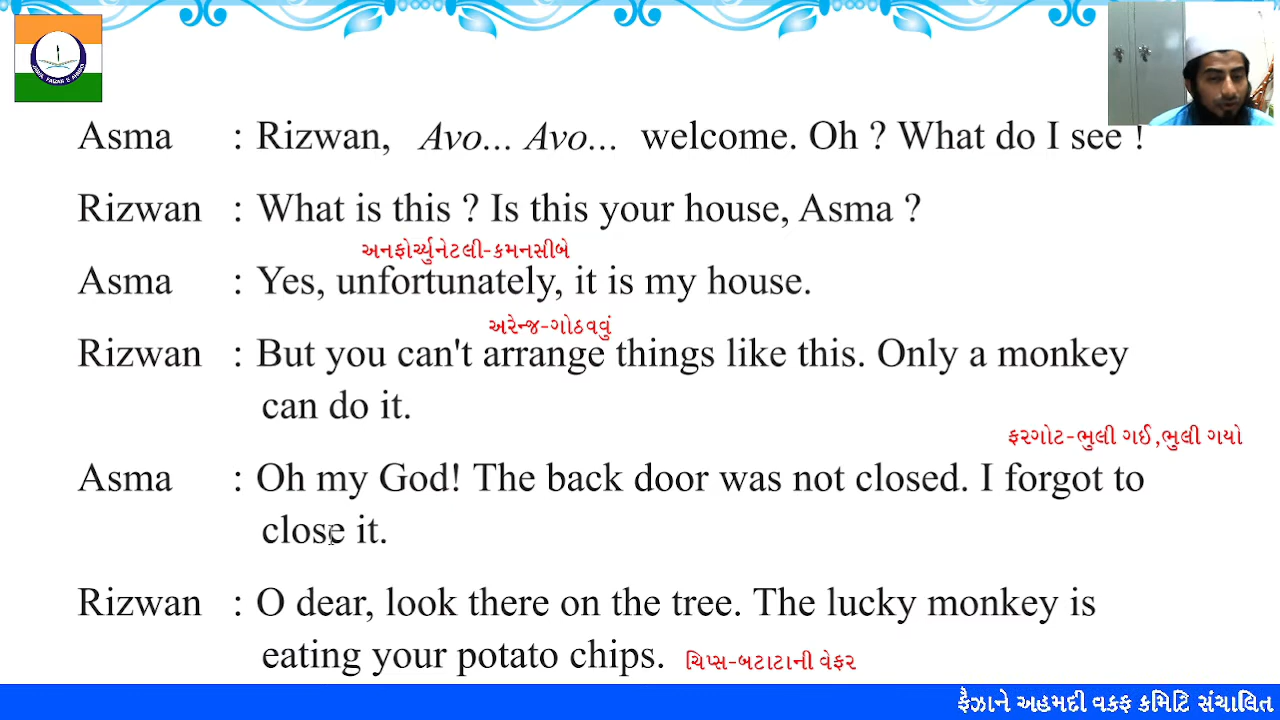 Asma : Rizwan, Avo... Avo... welcome. Oh ? What do I see !
Rizwan : What is this ? Is this your house, Asma ?
અનફોર્ચ્યુનેટલી-કમનસીબે
Asma : Yes, unfortunately, it is my house.
અરેન્જ-ગોઠવવું
Rizwan : But you can't arrange things like this. Only a monkey
can do it.
ફરગોટ-ભુલી ગઈ,ભુલી ગયો
Asma : Oh my God! The back door was not closed. I forgot to
close it.
Rizwan : O dear, look there on the tree. The lucky monkey is
eating your potato chips. ચિપ્સ-બટાટાની વેફર
ફૈઝાને અહમદી વકફ કમિટિ સંચાલિત